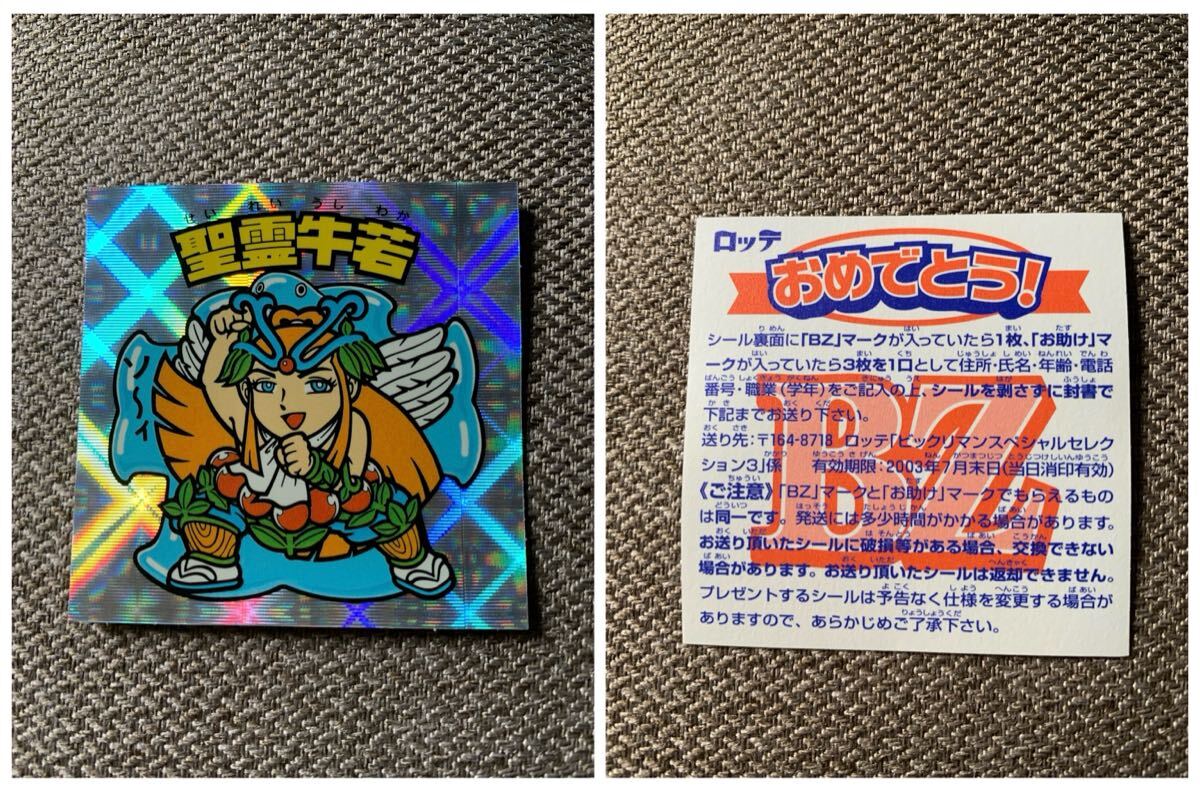 せいれいうしわか
聖霊牛若
ロッテ
おめでとう!
シール裏面に「BZ」マークが入っていたら1枚、「お助け」マ
ークが入っていたら3枚を1口として住所・氏名・年齢・電話
番号・職業(学年)をご記入の上、シールを剥さずに封書で
下記までお送り下さい。
送り先:〒164-8718 ロッテ「ビックリマンスペシャルセレク
ション3」係 有効期限:2003年7月末日(当日消印有効)
《ご注意》「BZ」マークと「お助け」マークでもらえるもの
は同一です。発送には多少時間がかかる場合があります。
お送り頂いたシールに破損等がある場合、交換できない
場合があります。お送り頂いたシールは返却できません。
プレゼントするシールは予告なく仕様を変更する場合が
ありますので、あらかじめご了承下さい。
BZ